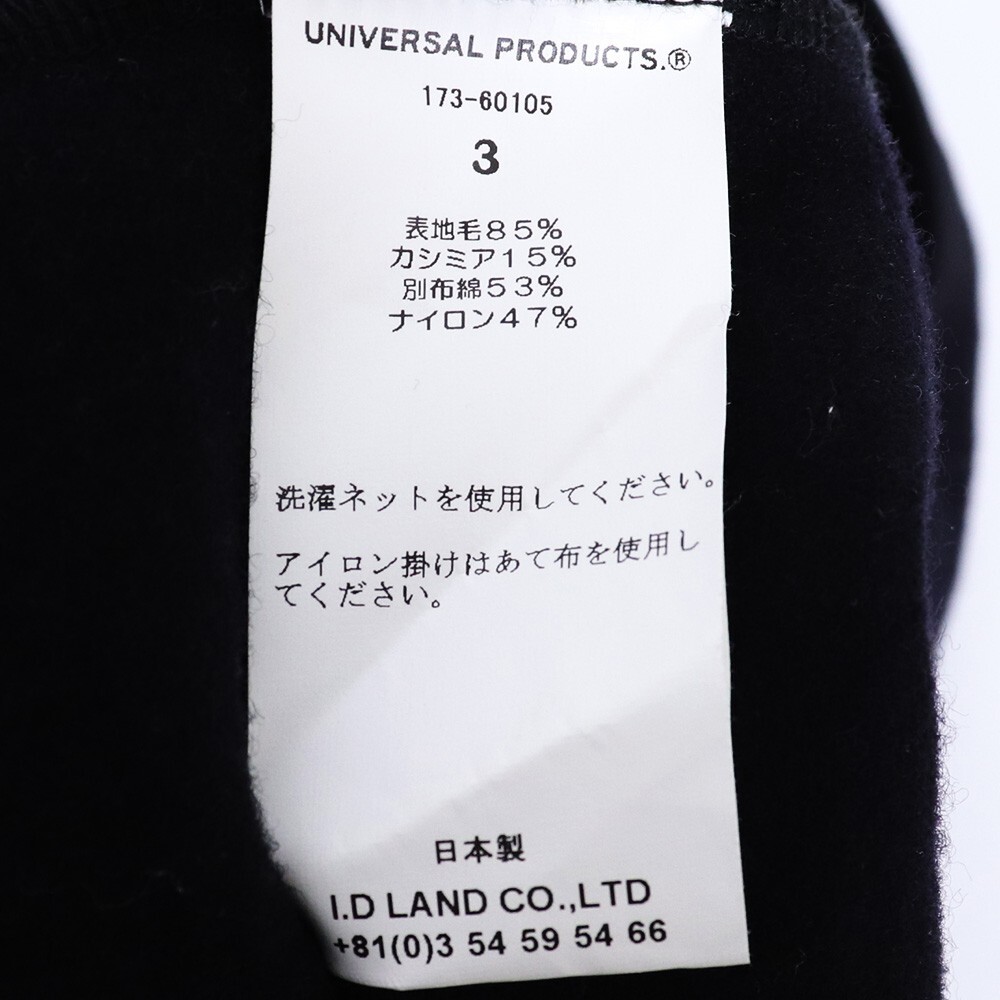 UNIVERSAL PRODUCTS.®
173-60105
3
表地毛８５％
カシミア１５％
別布綿５３％
ナイロン４７％
洗濯ネットを使用してください。
アイロン掛けはあて布を使用し
てください。
日本製
I.D LAND CO.,LTD
+81(0)3 54 59 54 66